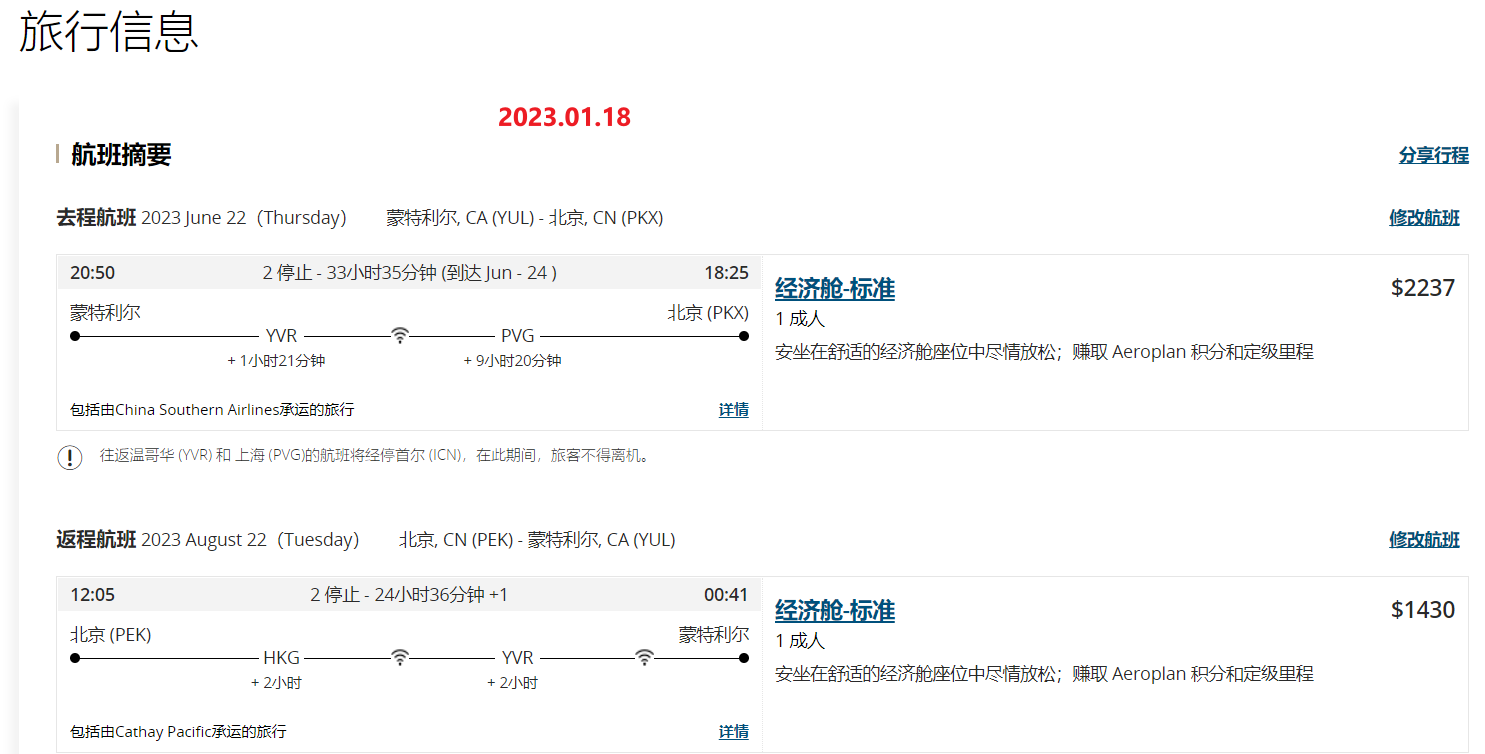 旅行信息
2023.01.18
航班摘要
分享行程
去程航班 2023 June 22（Thursday） 蒙特利尔, CA (YUL) - 北京, CN (PKX)
修改航班
20:50 2 停止 - 33小时35分钟 (到达 Jun - 24 ) 18:25
经济舱-标准 $2237
蒙特利尔 北京 (PKX)
1 成人
YVR PVG
安坐在舒适的经济舱座位中尽情放松；赚取 Aeroplan 积分和定级里程
+ 1小时21分钟 + 9小时20分钟
包括由China Southern Airlines承运的旅行 详情
往返温哥华 (YVR) 和 上海 (PVG)的航班将经停首尔 (ICN)，在此期间，旅客不得离机。
返程航班 2023 August 22（Tuesday） 北京, CN (PEK) - 蒙特利尔, CA (YUL)
修改航班
12:05 2 停止 - 24小时36分钟 +1 00:41
经济舱-标准 $1430
北京 (PEK) 蒙特利尔
1 成人
HKG YVR
安坐在舒适的经济舱座位中尽情放松；赚取 Aeroplan 积分和定级里程
+ 2小时 + 2小时
包括由Cathay Pacific承运的旅行 详情